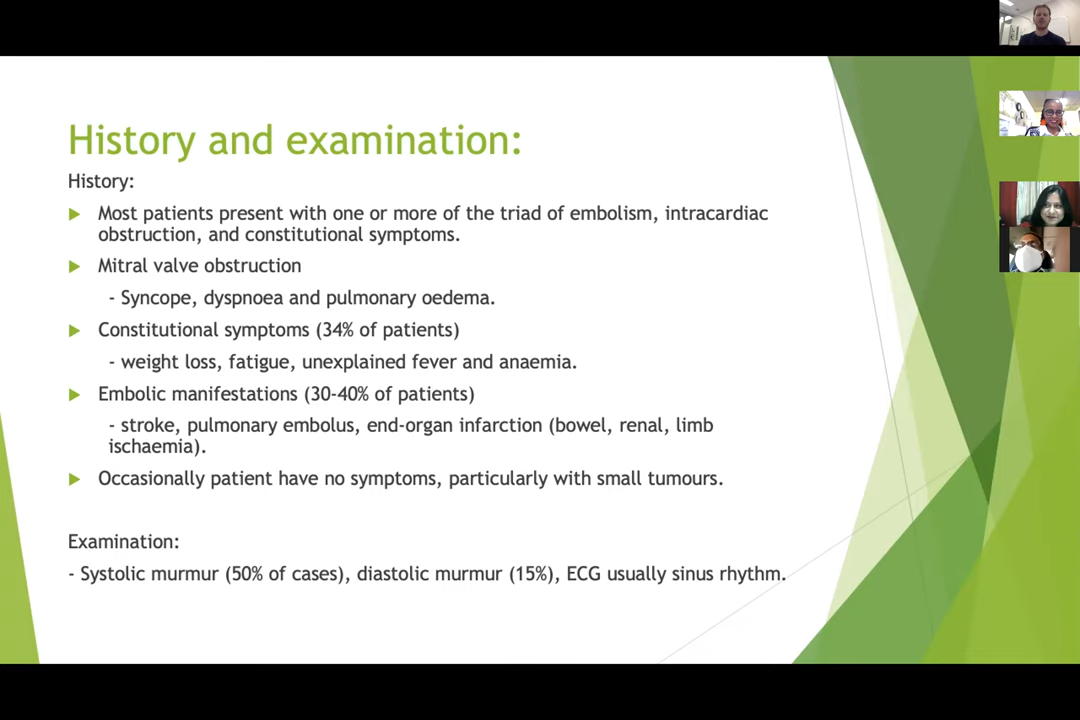 History and examination:
History:
Most patients present with one or more of the triad of embolism, intracardiac
obstruction, and constitutional symptoms.
Mitral valve obstruction
- Syncope, dyspnoea and pulmonary oedema.
Constitutional symptoms (34% of patients)
- weight loss, fatigue, unexplained fever and anaemia.
Embolic manifestations (30-40% of patients)
- stroke, pulmonary embolus, end-organ infarction (bowel, renal, limb
ischaemia).
Occasionally patient have no symptoms, particularly with small tumours.
Examination:
- Systolic murmur (50% of cases), diastolic murmur (15%), ECG usually sinus rhythm.